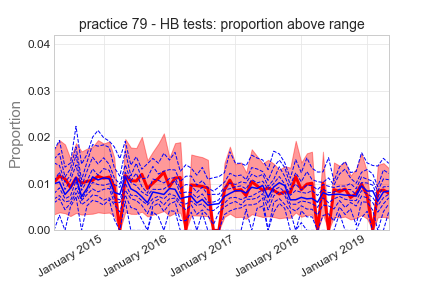 practice 79 - HB tests: proportion above range
Proportion
0.04
0.03
0.02
0.01
0.00
January 2015
January 2016
January 2017
January 2018
January 2019